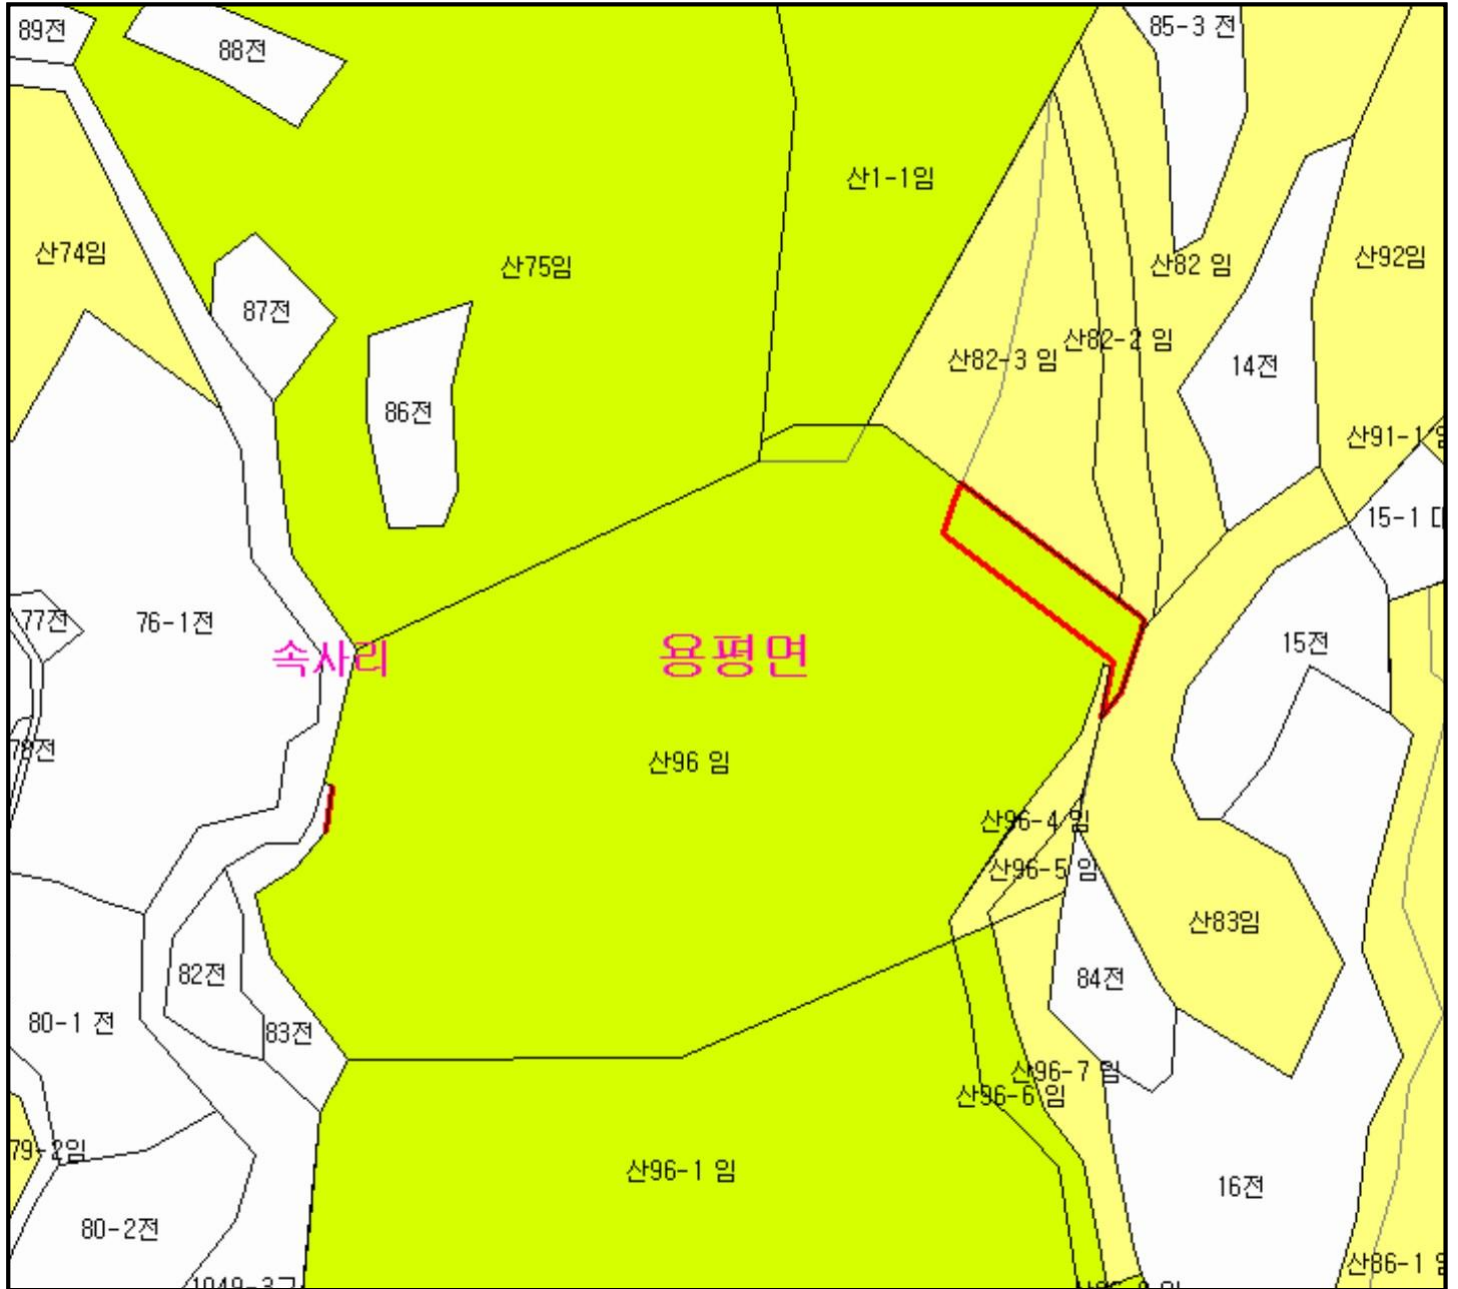 89전
88전
85-3 전
산1-1임
산74임
산75임
산82 임
산92임
87전
산82-2 임
산82-3 임
14전
86전
산91-1 임
15-1 대
77전
76-1전
15전
속사리
용평면
78전
산96 임
산96-4 임
산96-5 임
산83임
82전
84전
80-1 전
83전
산96-7 임
산96-6 임
79-2임
산96-1 임
16전
80-2전
산86-1 임